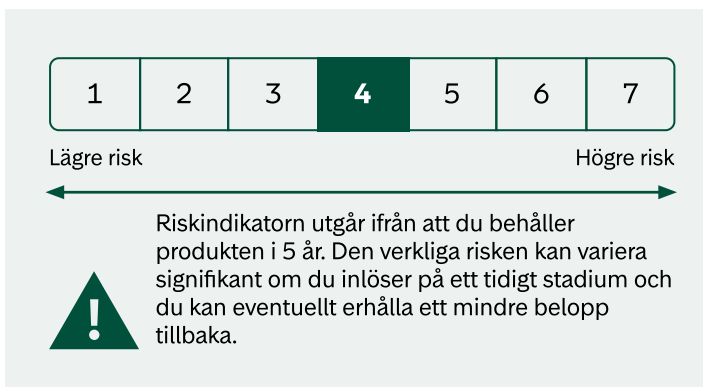 1 2 3 4 5 6 7
Lägre risk Högre risk
Riskindikatorn utgår ifrån att du behåller
produkten i 5 år. Den verkliga risken kan variera
signifikant om du inlöser på ett tidigt stadium och
du kan eventuellt erhålla ett mindre belopp
tillbaka.
!